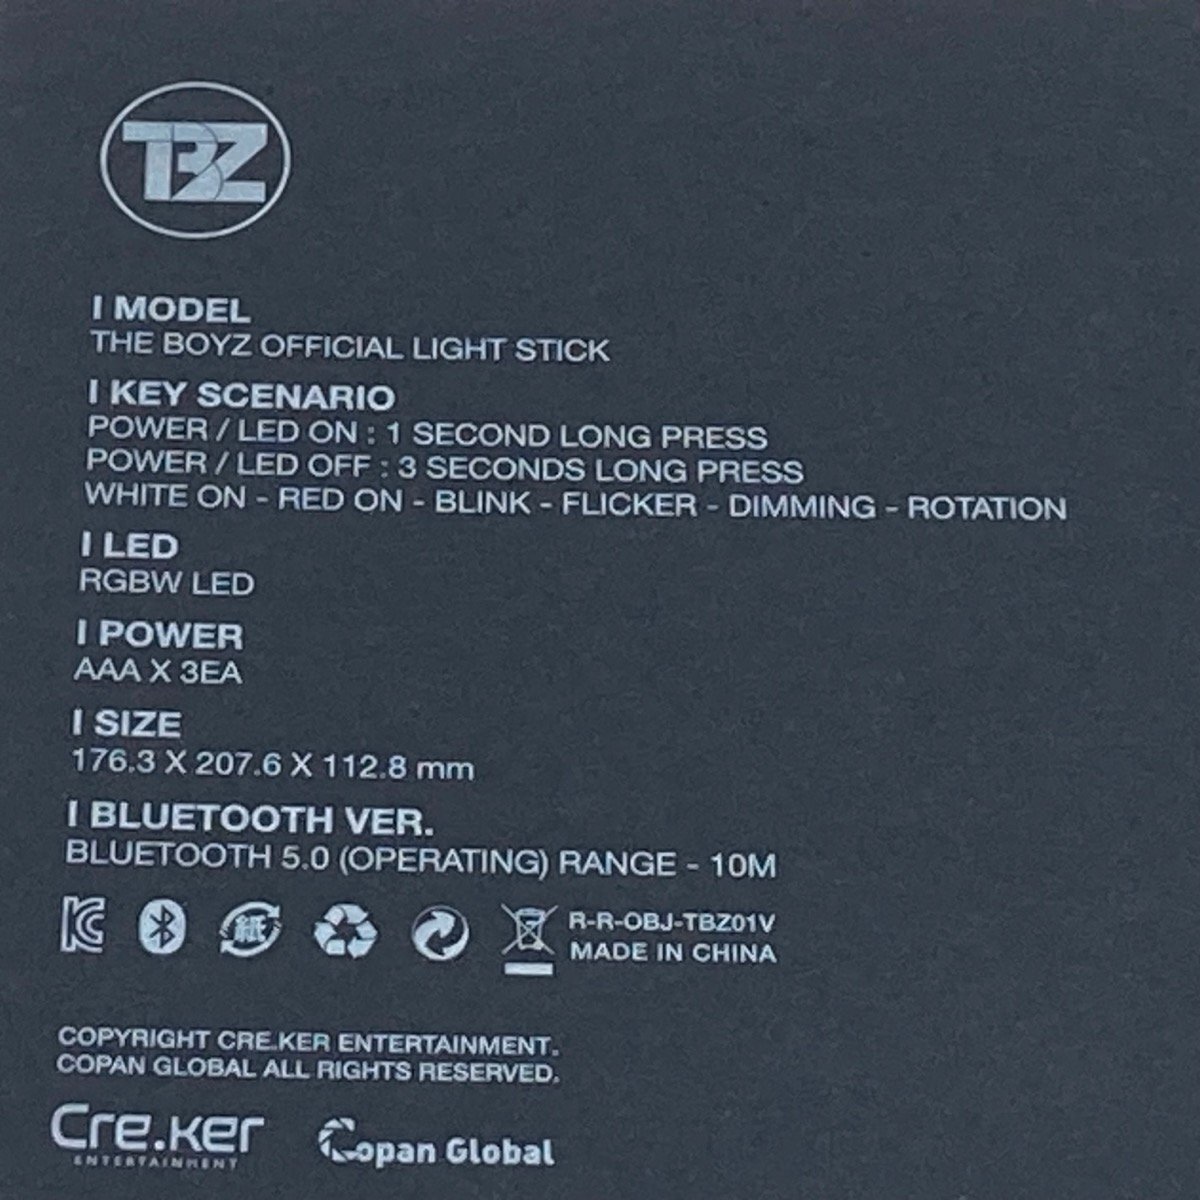 TBZ
I MODEL
THE BOYZ OFFICIAL LIGHT STICK
I KEY SCENARIO
POWER / LED ON : 1 SECOND LONG PRESS
POWER / LED OFF : 3 SECONDS LONG PRESS
WHITE ON - RED ON - BLINK - FLICKER - DIMMING - ROTATION
I LED
RGBW LED
I POWER
AAA X 3EA
I SIZE
176.3 X 207.6 X 112.8 mm
I BLUETOOTH VER.
BLUETOOTH 5.0 (OPERATING) RANGE - 10M
紙
R-R-OBJ-TBZ01V
MADE IN CHINA
COPYRIGHT CRE.KER ENTERTAINMENT.
COPAN GLOBAL ALL RIGHTS RESERVED.
Cre.ker
ENTERTAINMENT
Copan Global